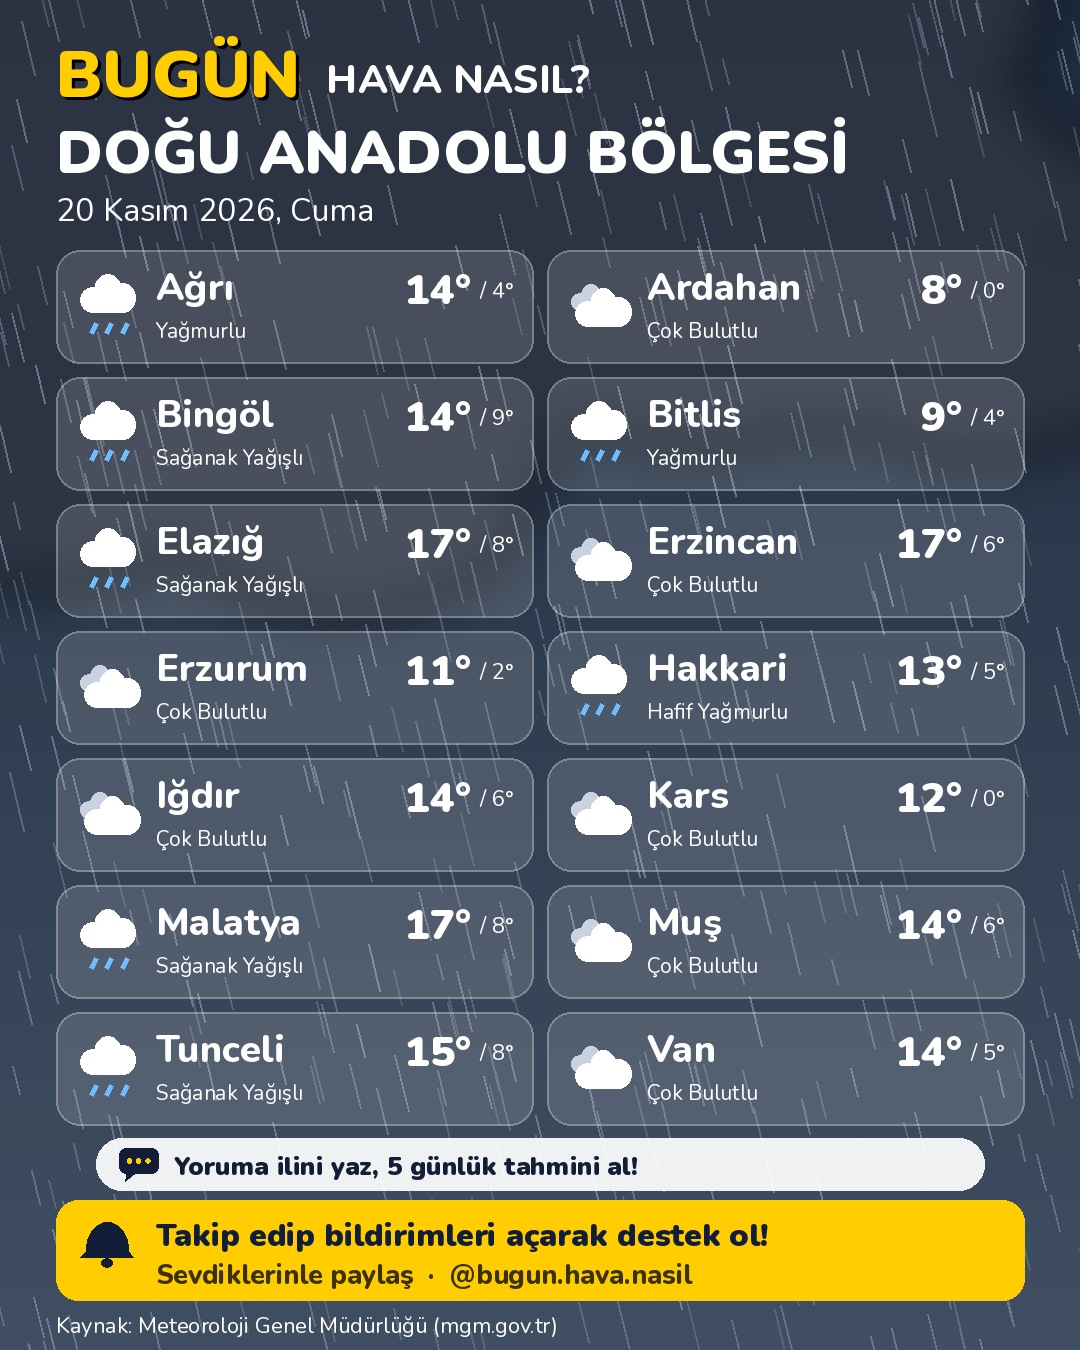 BUGÜN HAVA NASIL?
DOĞU ANADOLU BÖLGESİ
20 Kasım 2026, Cuma
Ağrı 14° / 4°
Yağmurlu
Ardahan 8° / 0°
Çok Bulutlu
Bingöl 14° / 9°
Sağanak Yağışlı
Bitlis 9° / 4°
Yağmurlu
Elazığ 17° / 8°
Sağanak Yağışlı
Erzincan 17° / 6°
Çok Bulutlu
Erzurum 11° / 2°
Çok Bulutlu
Hakkari 13° / 5°
Hafif Yağmurlu
Iğdır 14° / 6°
Çok Bulutlu
Kars 12° / 0°
Çok Bulutlu
Malatya 17° / 8°
Sağanak Yağışlı
Muş 14° / 6°
Çok Bulutlu
Tunceli 15° / 8°
Sağanak Yağışlı
Van 14° / 5°
Çok Bulutlu
Yoruma ilini yaz, 5 günlük tahmini al!
Takip edip bildirimleri açarak destek ol!
Sevdiklerinle paylaş · @bugun.hava.nasil
Kaynak: Meteoroloji Genel Müdürlüğü (mgm.gov.tr)